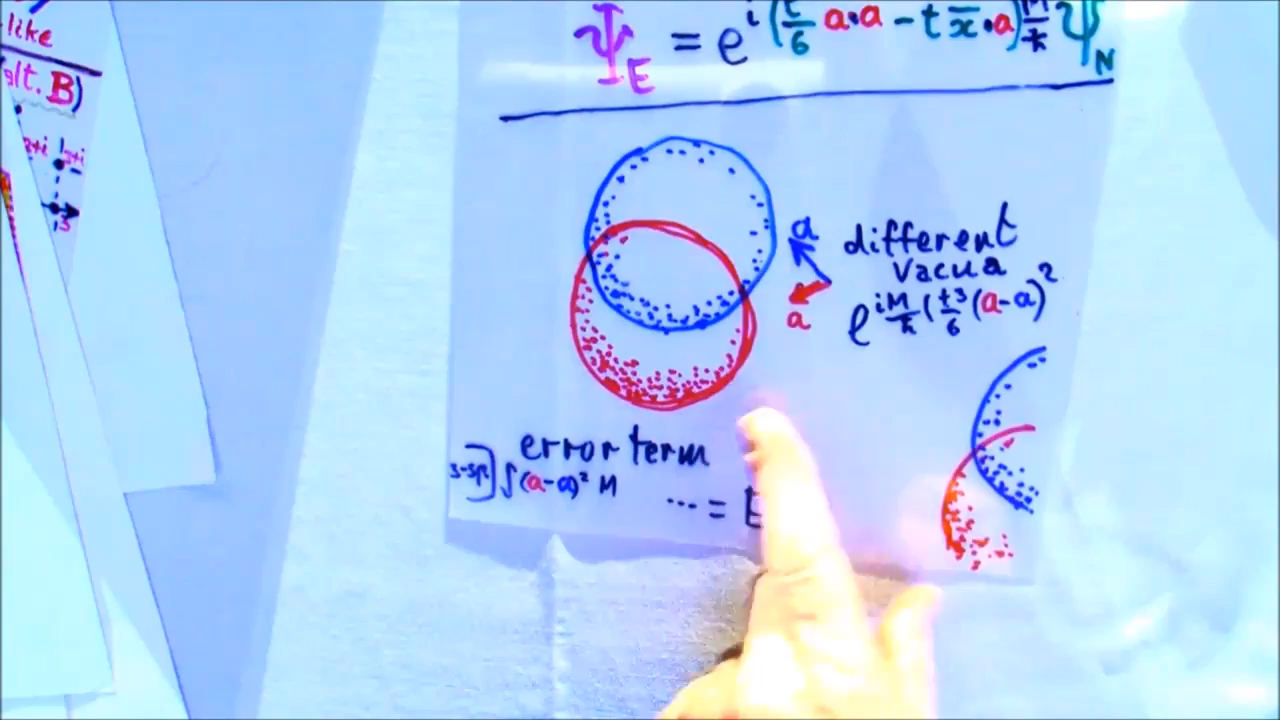 -like
alt. B)
Ψ_E = e^{i(t/6 a·a − t x̄·a) M/ħ} Ψ_N
a
different
vacua
a
e^{iM/ħ (t3/6 (a-a)^2}
error term
∫(a-a)² M
... = E